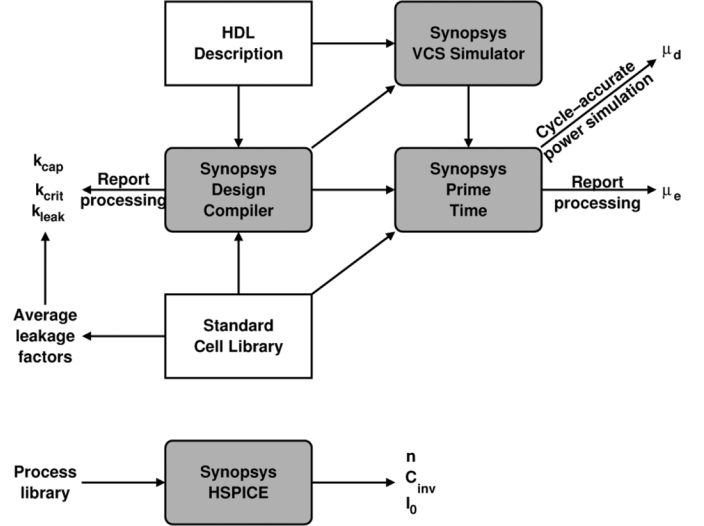 HDL
Description
Synopsys
VCS Simulator
μd
Cycle-accurate
power simulation
kcap
kcrit
kleak
Report
processing
Synopsys
Design
Compiler
Synopsys
Prime
Time
Report
processing
μe
Average
leakage
factors
Standard
Cell Library
Process
library
Synopsys
HSPICE
n
Cinv
I0